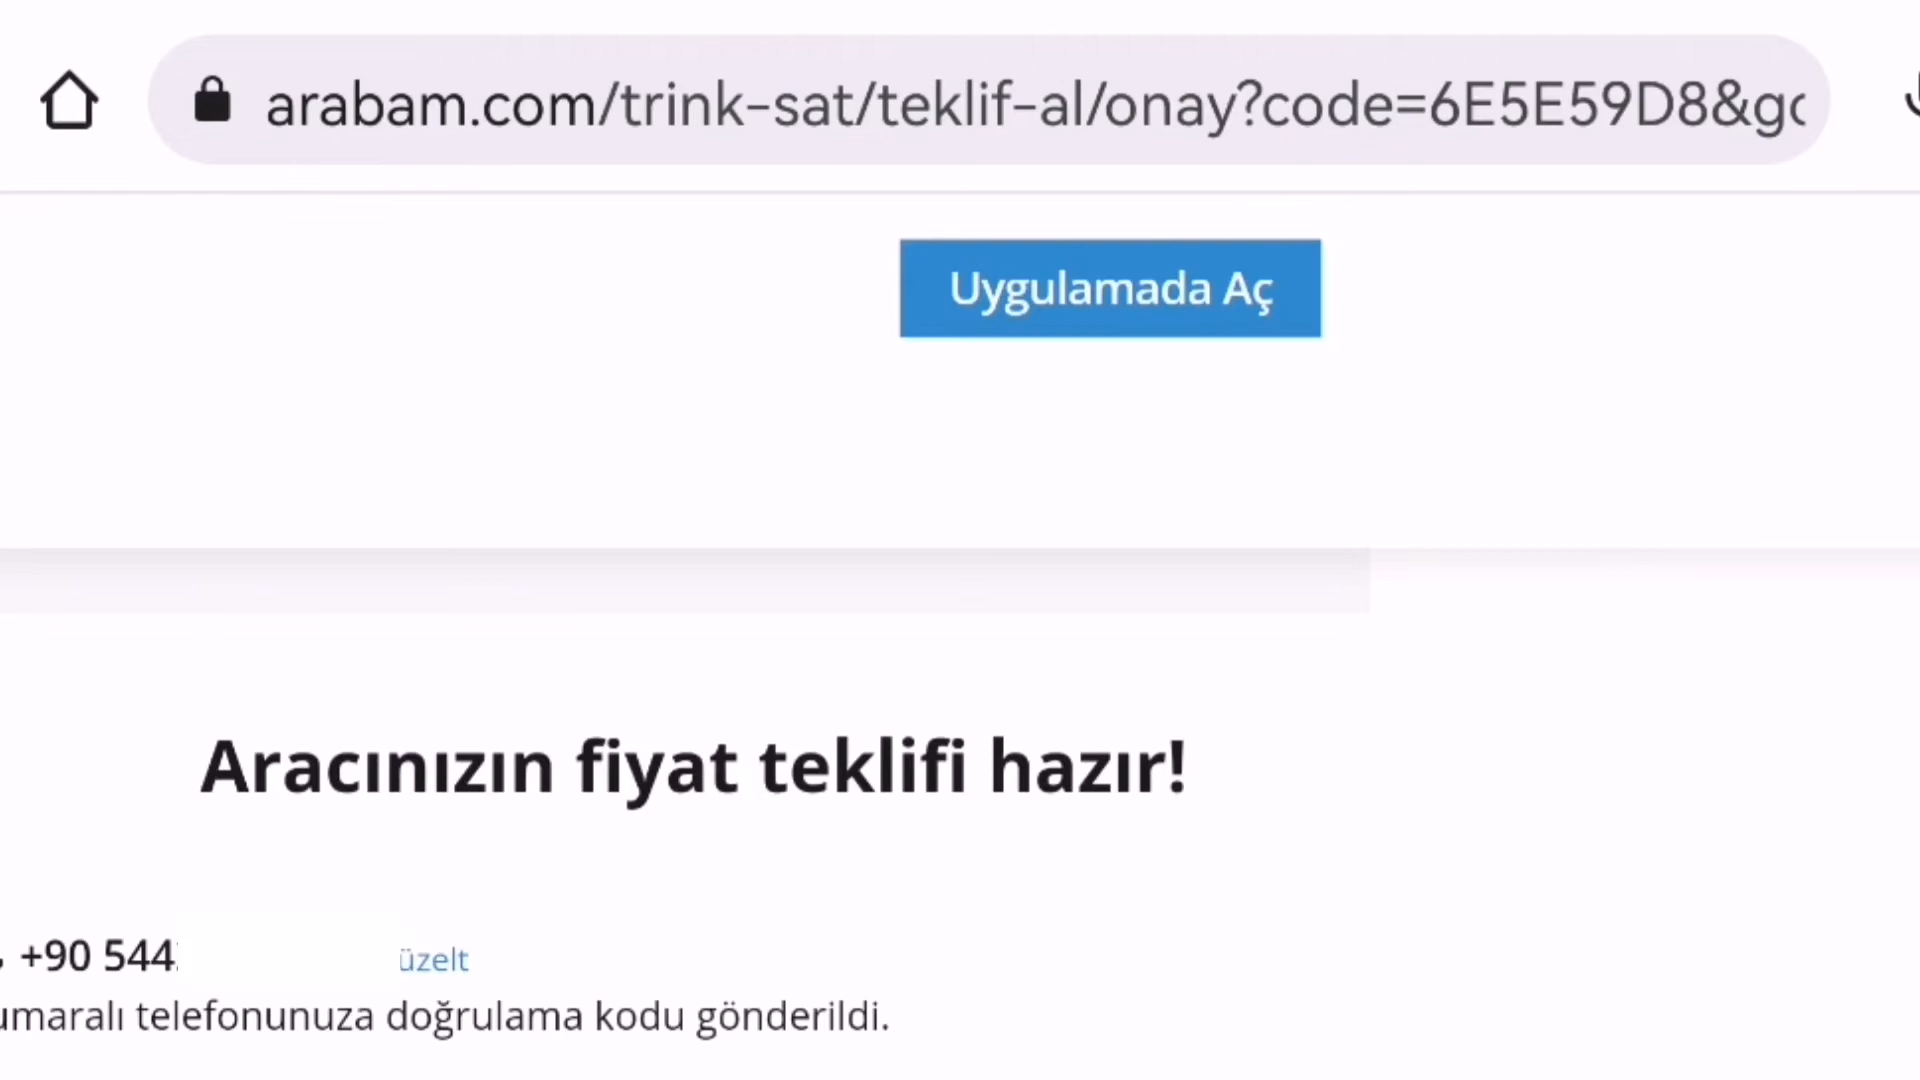 arabam.com/trink-sat/teklif-al/onay?code=6E5E59D8&g
Uygulamada Aç
Aracınızın fiyat teklifi hazır!
+90 544
üzelt
umaralı telefonunuza doğrulama kodu gönderildi.